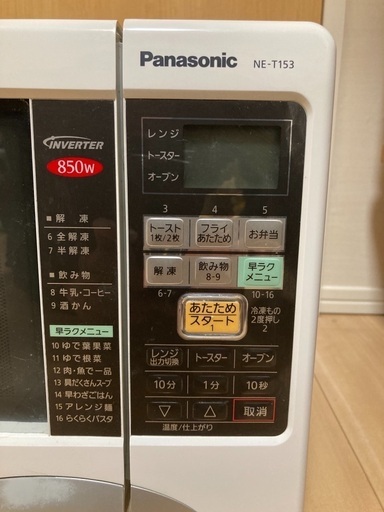 Panasonic NE-T153
INVERTER
850W
■ 解凍
6 全解凍
7 半解凍
■ 飲み物
8 牛乳・コーヒー
9 酒かん
早ラクメニュー
10 ゆで葉果菜
11 ゆで根菜
12 肉・魚で一品
13 具だくさんスープ
14 早わざごはん
15 アレンジ麺
16 らくらくパスタ
レンジ
トースター
オーブン
3 4 5
トースト 1枚/2枚
フライ あたため
お弁当
解凍
飲み物 8-9
早ラク メニュー
6-7
10-16
あたため スタート 1
冷凍もの 2度押し 2
レンジ 出力切換
トースター
オーブン
10分 1分 10秒
▽ △ 取消
温度/仕上がり